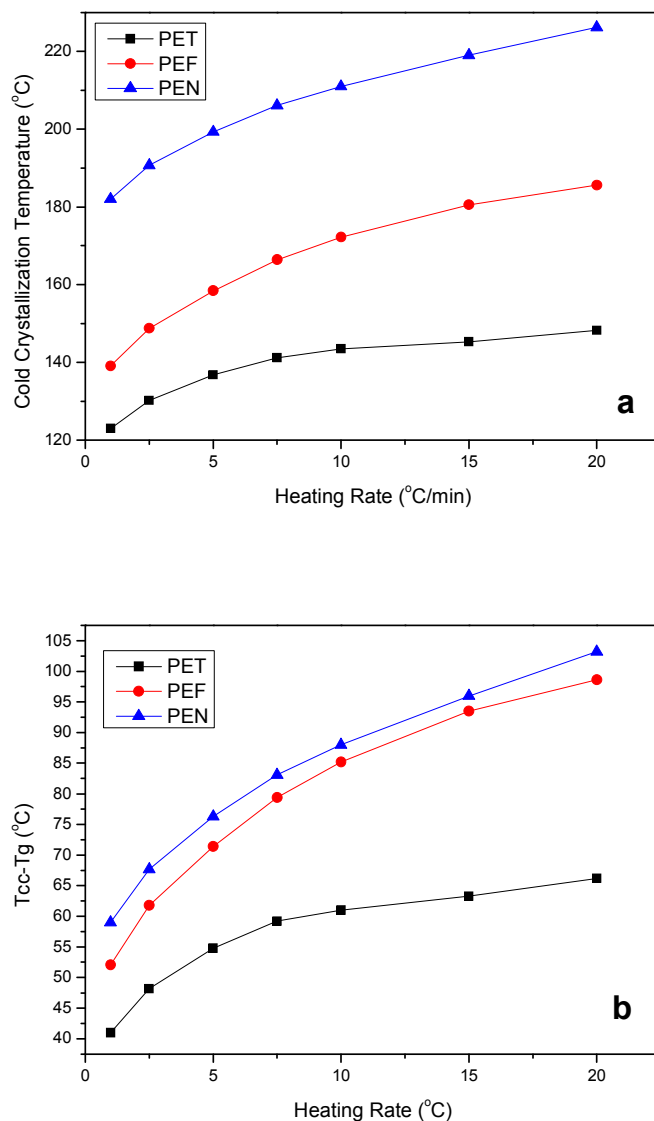 220
200
180
160
140
120
Cold Crystallization Temperature (°C)
PET
PEF
PEN
a
0 5 10 15 20
Heating Rate (°C/min)
105
100
95
90
85
80
75
70
65
60
55
50
45
40
Tcc-Tg (°C)
PET
PEF
PEN
b
0 5 10 15 20
Heating Rate (°C)